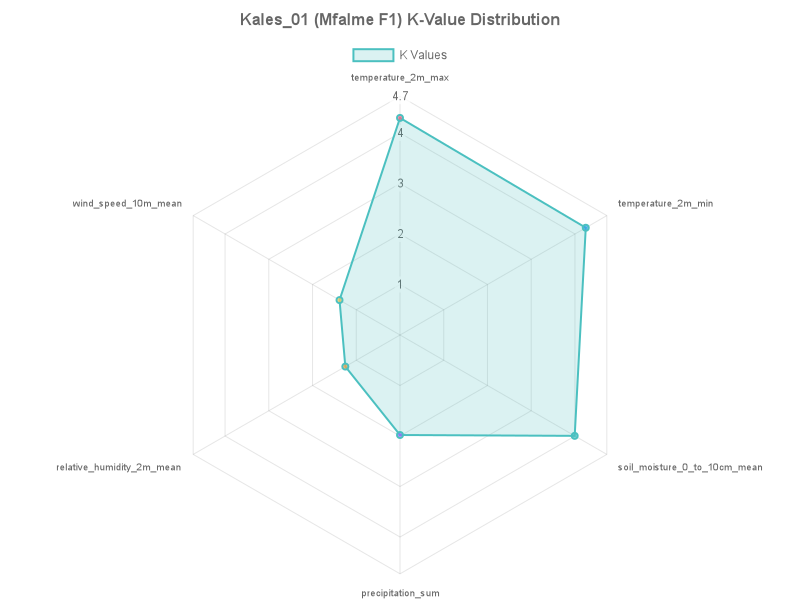 Kales_01 (Mfalme F1) K-Value Distribution
K Values
temperature_2m_max
4.7
4
3
2
1
wind_speed_10m_mean
temperature_2m_min
relative_humidity_2m_mean
soil_moisture_0_to_10cm_mean
precipitation_sum